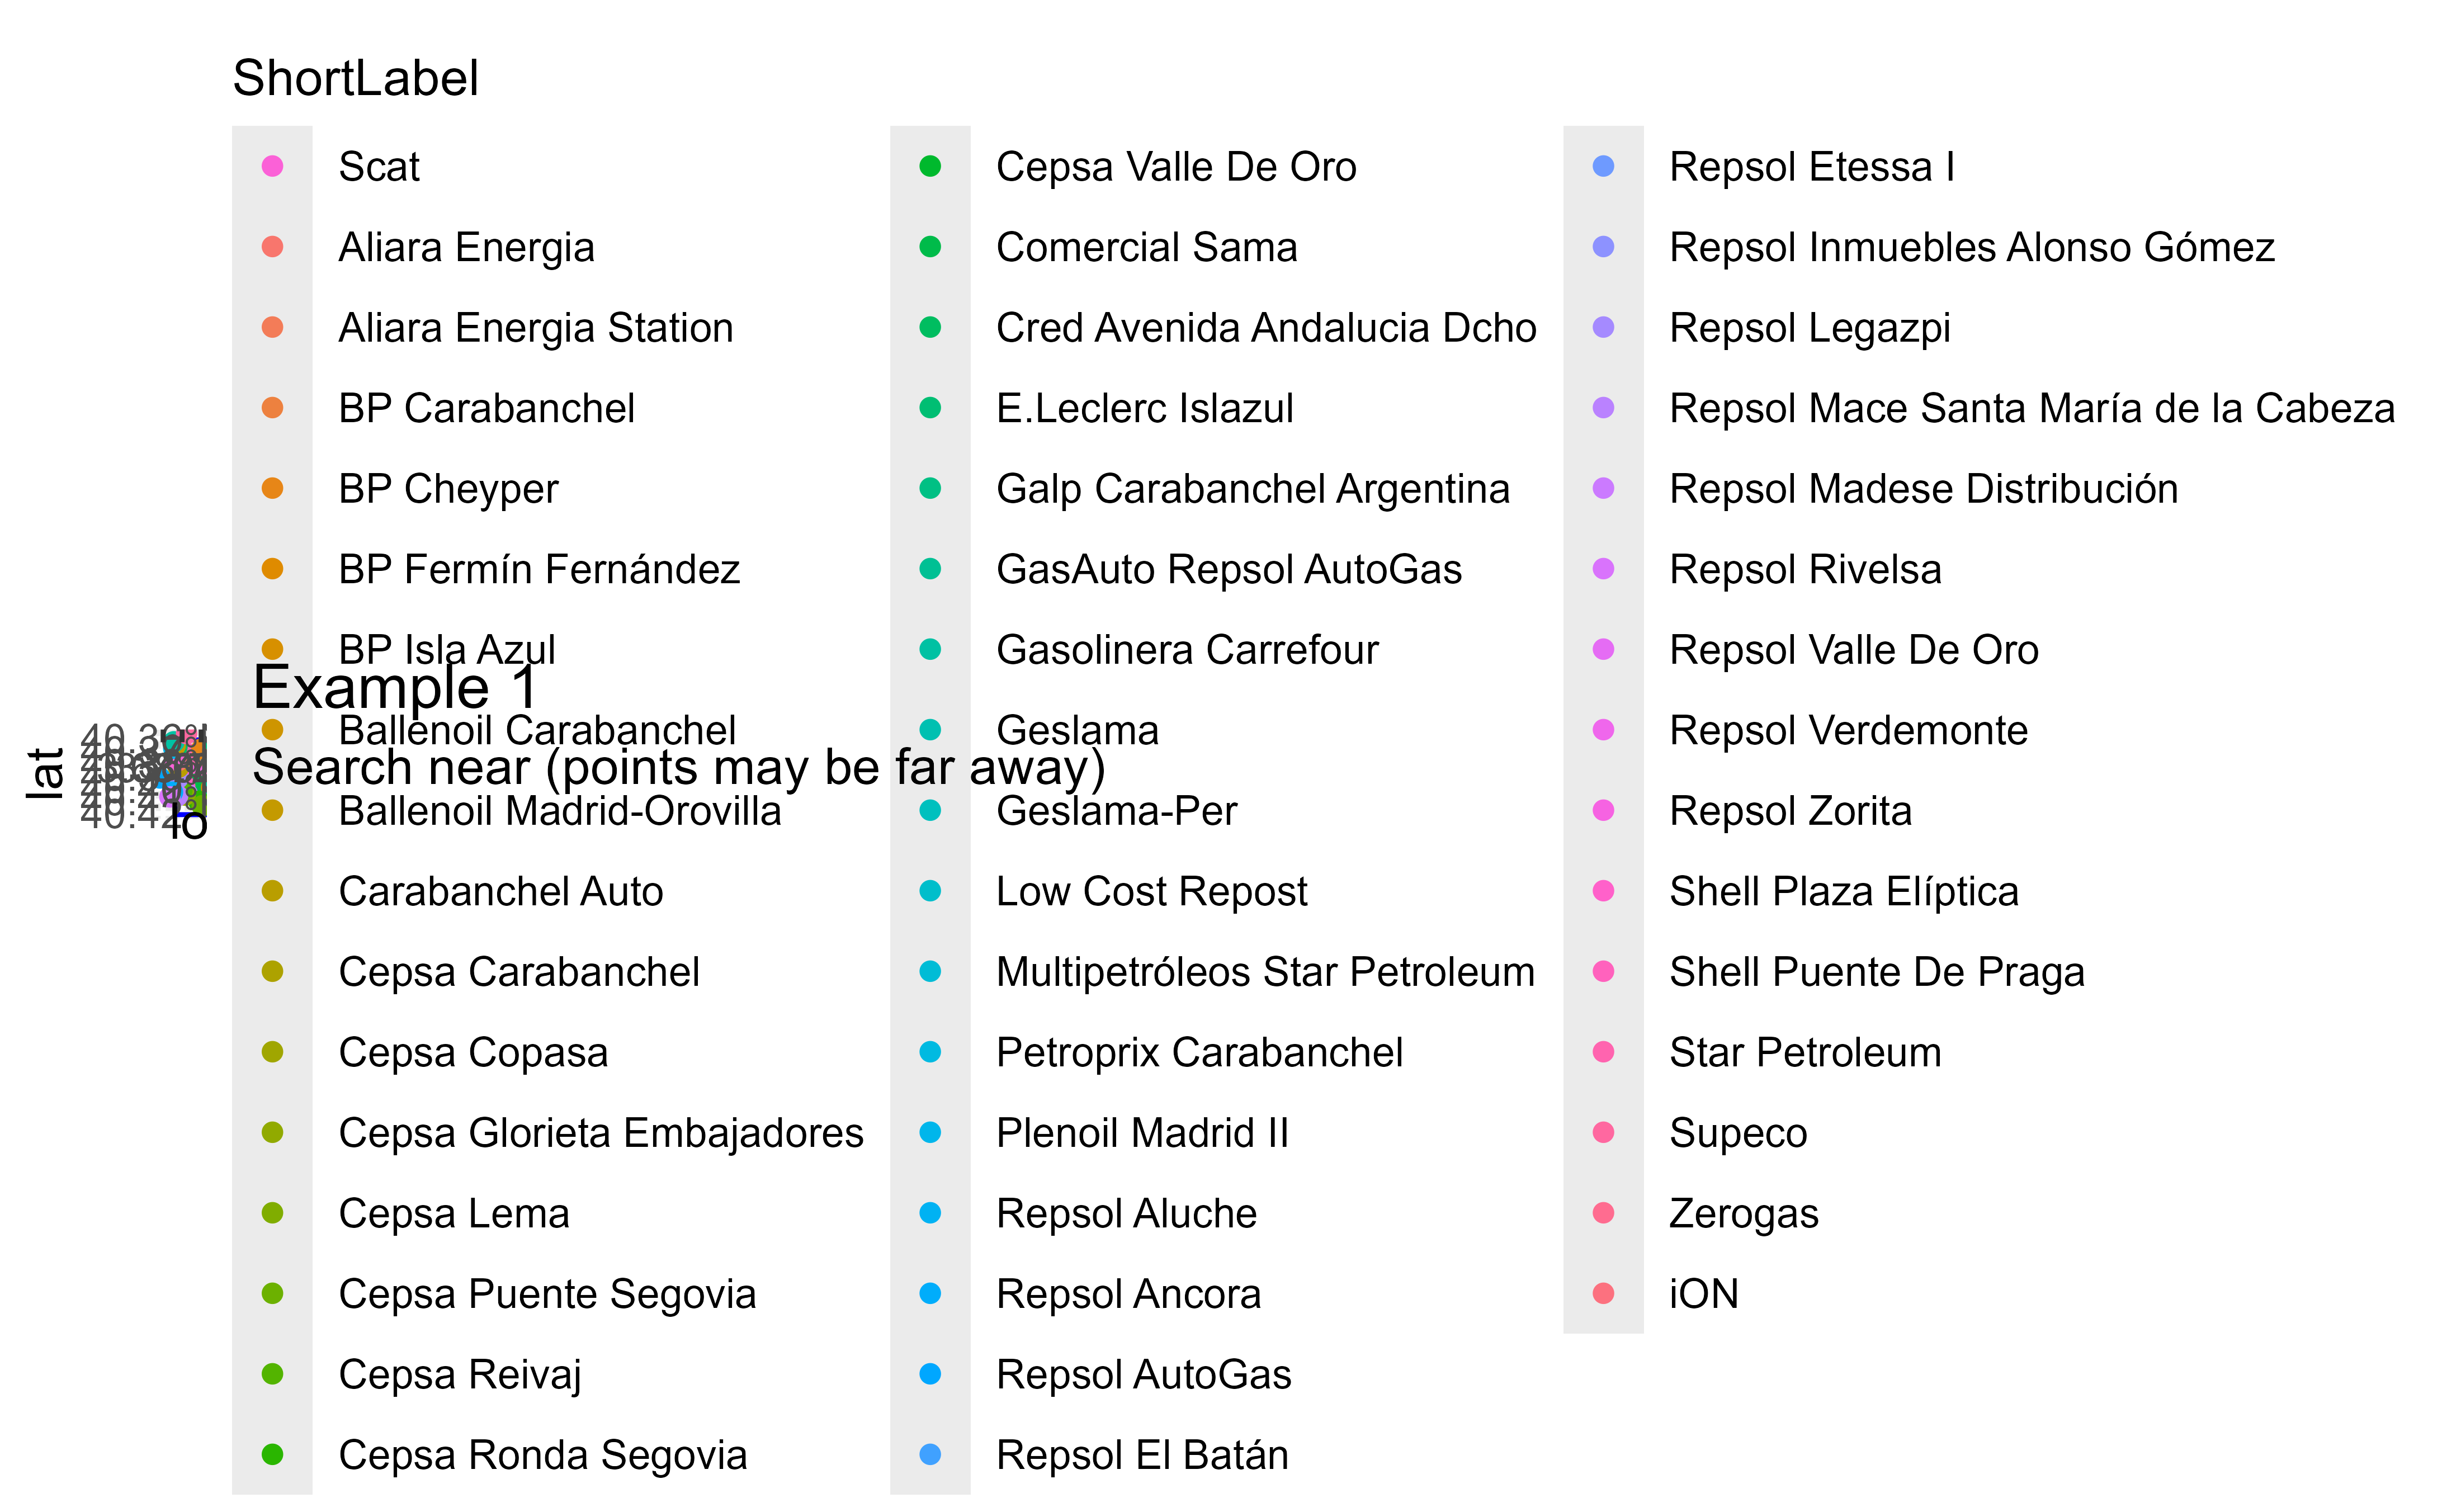 ShortLabel
Scat
Aliara Energia
Aliara Energia Station
BP Carabanchel
BP Cheyper
BP Fermín Fernández
BP Isla Azul
Ballenoil Carabanchel
Ballenoil Madrid-Orovilla
Carabanchel Auto
Cepsa Carabanchel
Cepsa Copasa
Cepsa Glorieta Embajadores
Cepsa Lema
Cepsa Puente Segovia
Cepsa Reivaj
Cepsa Ronda Segovia
Cepsa Valle De Oro
Comercial Sama
Cred Avenida Andalucia Dcho
E.Leclerc Islazul
Galp Carabanchel Argentina
GasAuto Repsol AutoGas
Gasolinera Carrefour
Geslama
Geslama-Per
Low Cost Repost
Multipetróleos Star Petroleum
Petroprix Carabanchel
Plenoil Madrid II
Repsol Aluche
Repsol Ancora
Repsol AutoGas
Repsol El Batán
Repsol Etessa I
Repsol Inmuebles Alonso Gómez
Repsol Legazpi
Repsol Mace Santa María de la Cabeza
Repsol Madese Distribución
Repsol Rivelsa
Repsol Valle De Oro
Repsol Verdemonte
Repsol Zorita
Shell Plaza Elíptica
Shell Puente De Praga
Star Petroleum
Supeco
Zerogas
iON
Example 1
Search near (points may be far away)
lat
lo